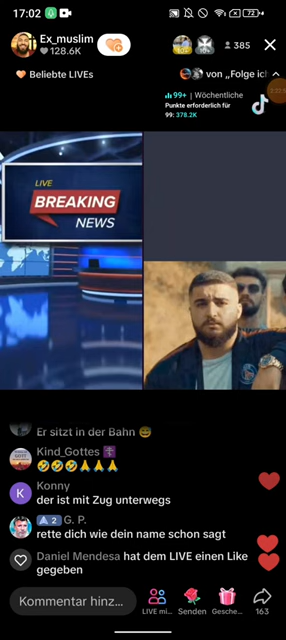 17:02
72
Ex_muslim
128.6K
385
Beliebte LIVEs
von „Folge ich
99+ | Wöchentliche
Punkte erforderlich für
99: 378.2K
LIVE
BREAKING
NEWS
Er sitzt in der Bahn 😅
Kind_Gottes
🤣🤣🤣🙏🙏🙏
K
Konny
der ist mit Zug unterwegs
2 G. P.
rette dich wie dein name schon sagt
Daniel Mendesa hat dem LIVE einen Like
gegeben
Kommentar hinz...
LIVE mi...
Senden
Gesche...
163